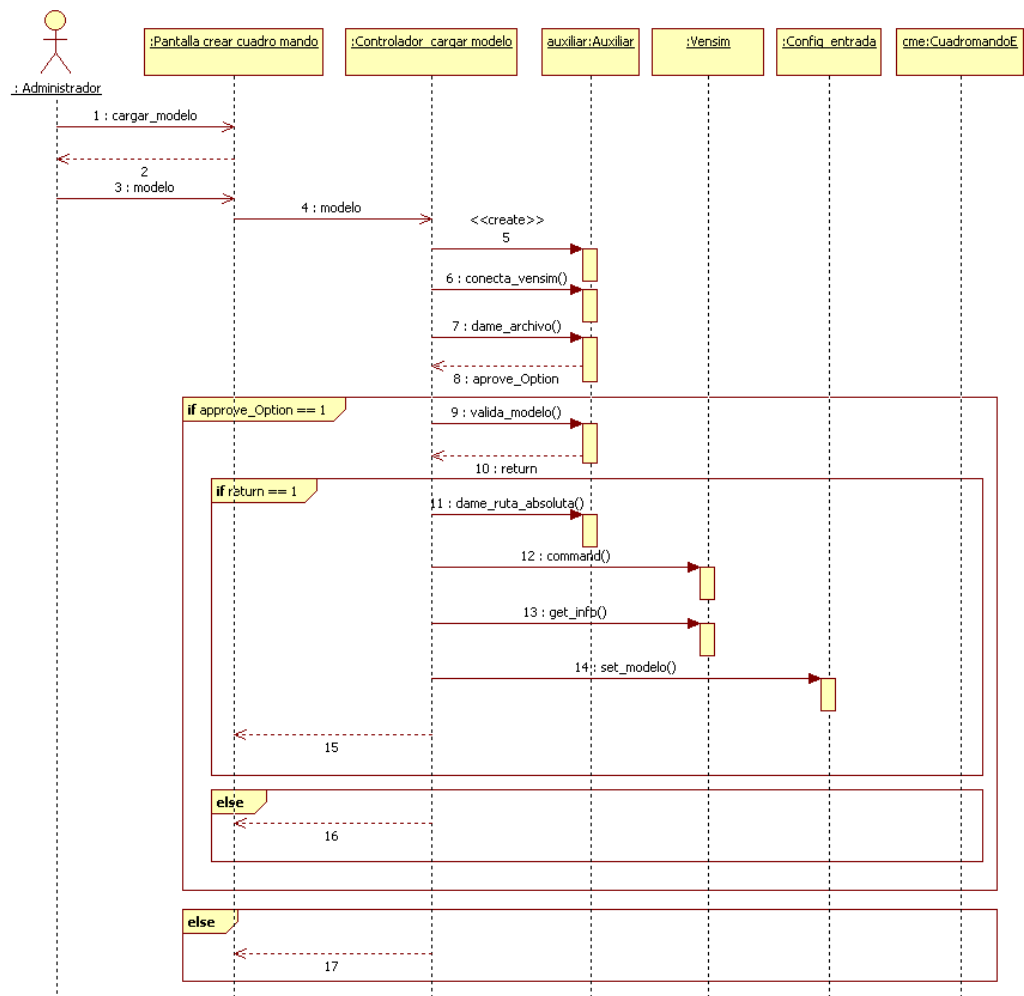 :Pantalla crear cuadro mando
:Controlador_cargar modelo
auxiliar:Auxiliar
:Vensim
:Config_entrada
cme:CuadromandoE
: Administrador
1 : cargar_modelo
2
3 : modelo
4 : modelo
<<create>>
5
6 : conecta_vensim()
7 : dame_archivo()
8 : aprove_Option
if approve_Option == 1
9 : valida_modelo()
10 : return
if return == 1
11 : dame_ruta_absoluta()
12 : command()
13 : get_info()
14 : set_modelo()
15
else
16
else
17